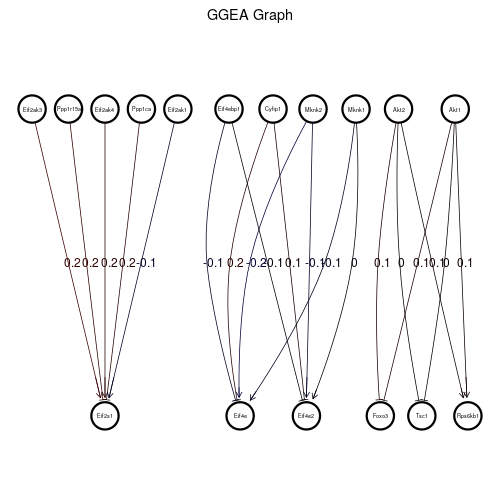 GGEA Graph
Eif2ak3 Ppp1r15a Eif2ak4 Ppp1ca Eif2ak1 Eif4ebp1 Cyfip1 Mknk2 Mknk1 Akt2 Akt1
0.2 0.2 0.2 0.2 -0.1 -0.1 0.2 -0.2 -0.1 0.1 -0.1 -0.1 0 0.1 0 0.1 0.1 0 0.1
Eif2s1 Eif4e Eif4e2 Foxo3 Tsc1 Rps6kb1